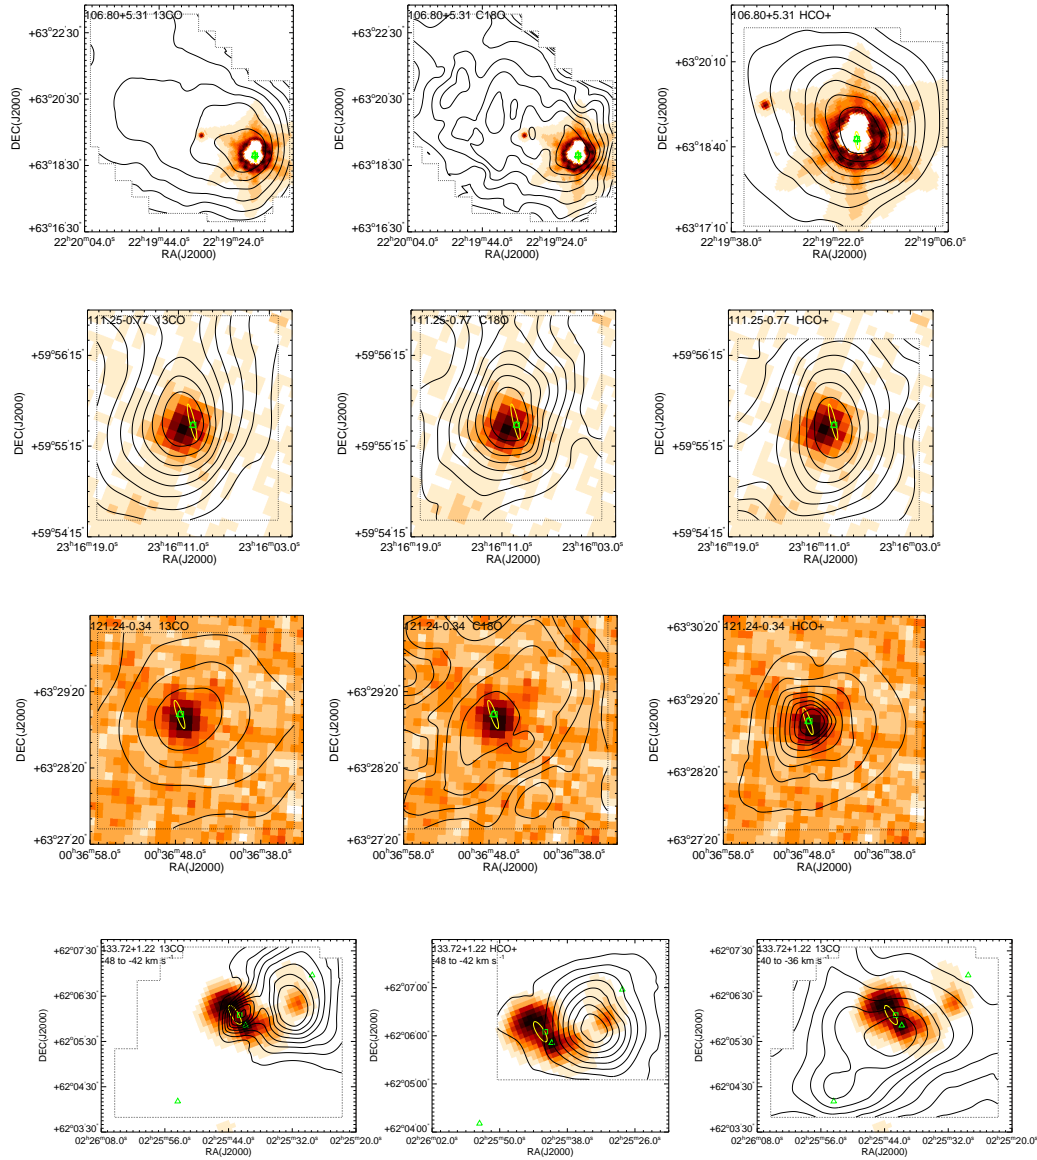 106.80+5.31 13CO
+63°22′30″
+63°20′30″
+63°18′30″
+63°16′30″
DEC(J2000)
22ʰ20ᵐ04.0ˢ 22ʰ19ᵐ44.0ˢ 22ʰ19ᵐ24.0ˢ
RA(J2000)
106.80+5.31 C18O
+63°22′30″
+63°20′30″
+63°18′30″
+63°16′30″
DEC(J2000)
22ʰ20ᵐ04.0ˢ 22ʰ19ᵐ44.0ˢ 22ʰ19ᵐ24.0ˢ
RA(J2000)
106.80+5.31 HCO+
+63°20′10″
+63°18′40″
+63°17′10″
DEC(J2000)
22ʰ19ᵐ38.0ˢ 22ʰ19ᵐ22.0ˢ 22ʰ19ᵐ06.0ˢ
RA(J2000)
111.25-0.77 13CO
+59°56′15″
+59°55′15″
+59°54′15″
DEC(J2000)
23ʰ16ᵐ19.0ˢ 23ʰ16ᵐ11.0ˢ 23ʰ16ᵐ03.0ˢ
RA(J2000)
111.25-0.77 C18O
+59°56′15″
+59°55′15″
+59°54′15″
DEC(J2000)
23ʰ16ᵐ19.0ˢ 23ʰ16ᵐ11.0ˢ 23ʰ16ᵐ03.0ˢ
RA(J2000)
111.25-0.77 HCO+
+59°56′15″
+59°55′15″
+59°54′15″
DEC(J2000)
23ʰ16ᵐ19.0ˢ 23ʰ16ᵐ11.0ˢ 23ʰ16ᵐ03.0ˢ
RA(J2000)
121.24-0.34 13CO
+63°29′20″
+63°28′20″
+63°27′20″
DEC(J2000)
00ʰ36ᵐ58.0ˢ 00ʰ36ᵐ48.0ˢ 00ʰ36ᵐ38.0ˢ
RA(J2000)
121.24-0.34 C18O
+63°29′20″
+63°28′20″
+63°27′20″
DEC(J2000)
00ʰ36ᵐ58.0ˢ 00ʰ36ᵐ48.0ˢ 00ʰ36ᵐ38.0ˢ
RA(J2000)
121.24-0.34 HCO+
+63°30′20″
+63°29′20″
+63°28′20″
+63°27′20″
DEC(J2000)
00ʰ36ᵐ58.0ˢ 00ʰ36ᵐ48.0ˢ 00ʰ36ᵐ38.0ˢ
RA(J2000)
133.72+1.22 13CO
-48 to -42 km s⁻¹
+62°07′30″
+62°06′30″
+62°05′30″
+62°04′30″
+62°03′30″
DEC(J2000)
02ʰ26ᵐ08.0ˢ 02ʰ25ᵐ56.0ˢ 02ʰ25ᵐ44.0ˢ 02ʰ25ᵐ32.0ˢ 02ʰ25ᵐ20.0ˢ
RA(J2000)
133.72+1.22 HCO+
-48 to -42 km s⁻¹
+62°07′00″
+62°06′00″
+62°05′00″
+62°04′00″
DEC(J2000)
02ʰ26ᵐ02.0ˢ 02ʰ25ᵐ50.0ˢ 02ʰ25ᵐ38.0ˢ 02ʰ25ᵐ26.0ˢ
RA(J2000)
133.72+1.22 13CO
-40 to -36 km s⁻¹
+62°07′30″
+62°06′30″
+62°05′30″
+62°04′30″
+62°03′30″
DEC(J2000)
02ʰ26ᵐ08.0ˢ 02ʰ25ᵐ56.0ˢ 02ʰ25ᵐ44.0ˢ 02ʰ25ᵐ32.0ˢ 02ʰ25ᵐ20.0ˢ
RA(J2000)